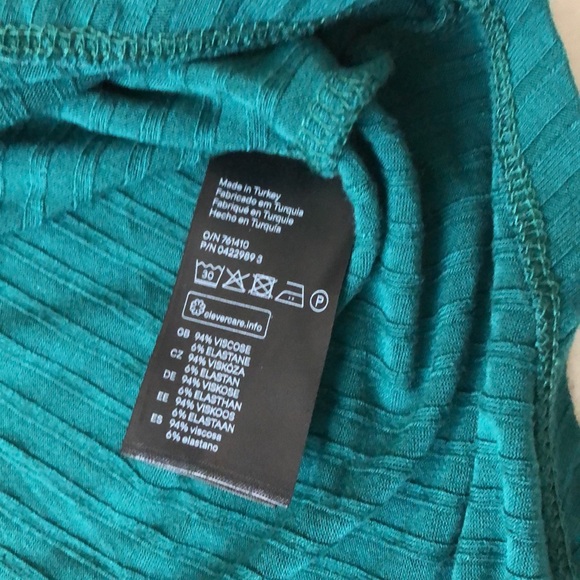 Made in Turkey
Fabricado em Turquia
Fabriqué en Turquie
Hecho en Turquía
O/N 761410
P/N 0422989 3
30 P
clevercare.info
GB 94% VISCOSE
6% ELASTANE
CZ 94% VISKÓZA
6% ELASTAN
DE 94% VISKOSE
6% ELASTHAN
EE 94% VISKOOS
6% ELASTAAN
ES 94% viscosa
6% elastano